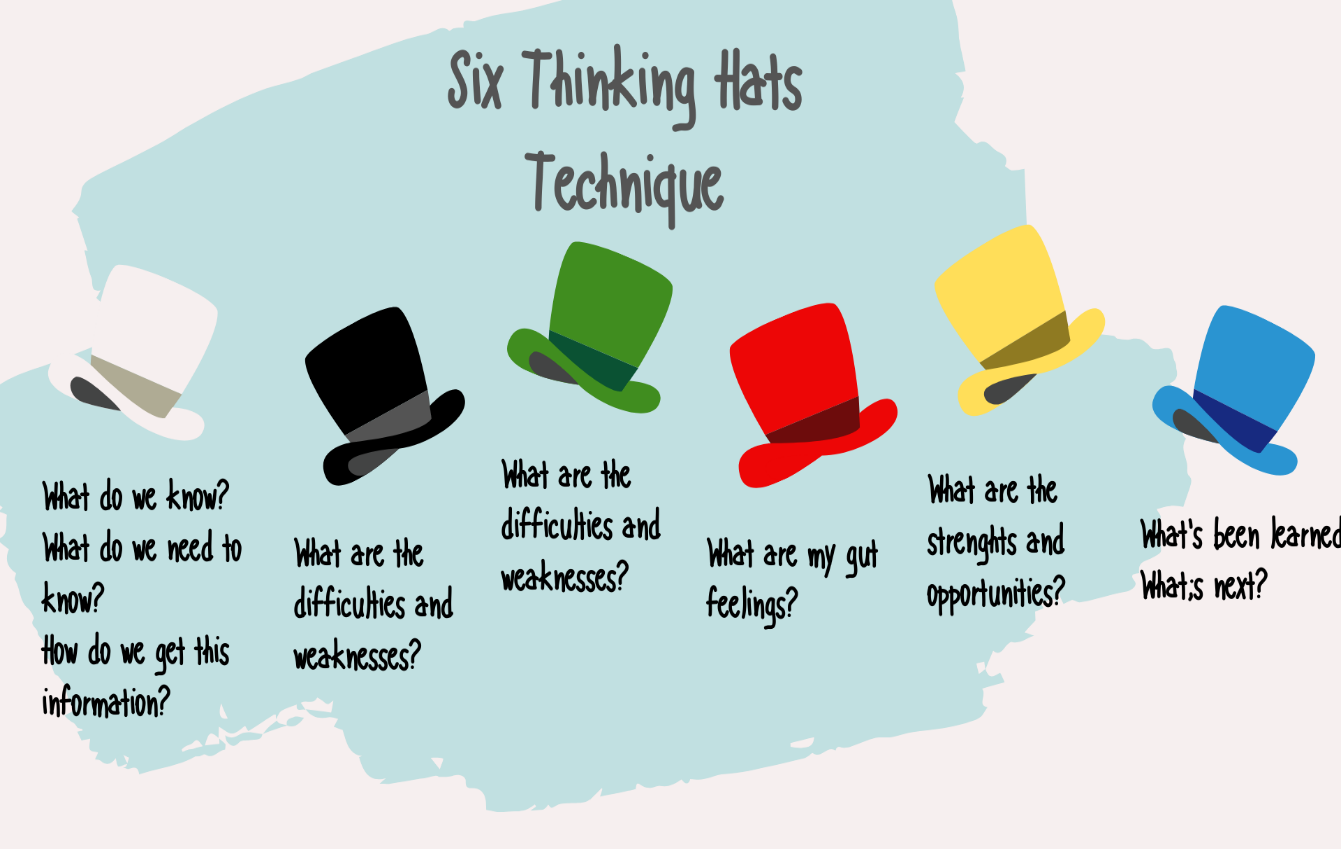 Six Thinking Hats
Technique
What do we know?
What do we need to
know?
How do we get this
information?
What are the
difficulties and
weaknesses?
What are the
difficulties and
weaknesses?
What are my gut
feelings?
What are the
strenghts and
opportunities?
What's been learned
What;s next?